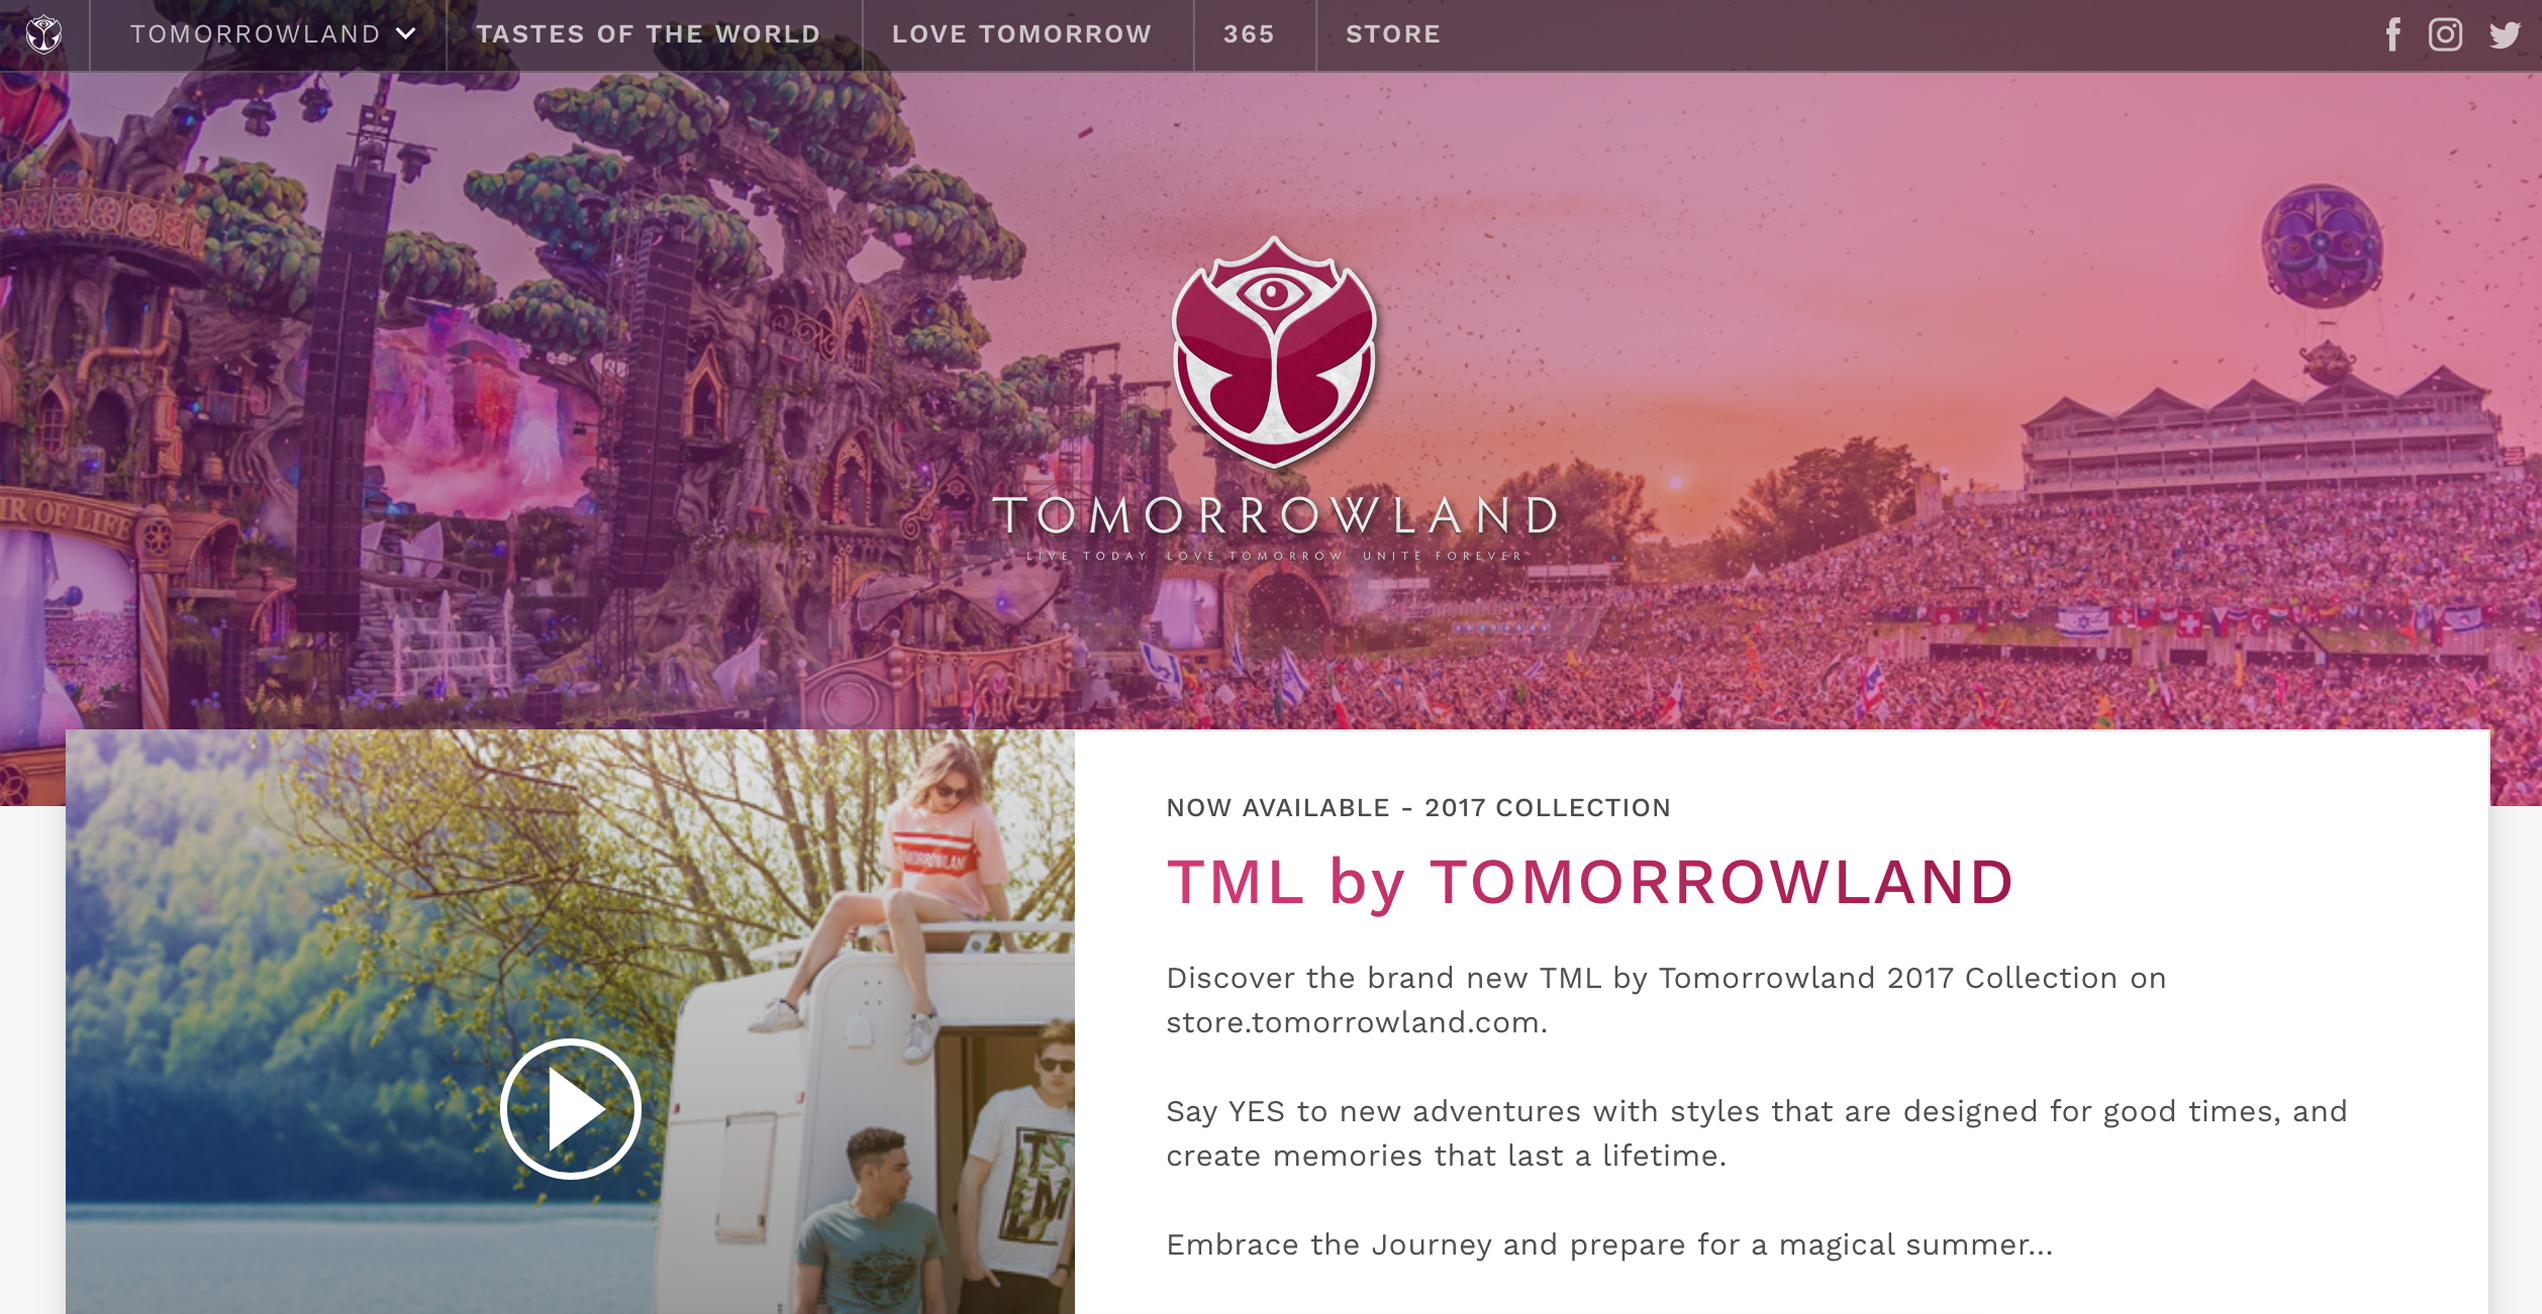 TOMORROWLAND
TASTES OF THE WORLD
LOVE TOMORROW
365
STORE
TOMORROWLAND
LIVE TODAY LOVE TOMORROW UNITE FOREVER
IR OF LIFE
NOW AVAILABLE - 2017 COLLECTION
TML by TOMORROWLAND
Discover the brand new TML by Tomorrowland 2017 Collection on
store.tomorrowland.com.
Say YES to new adventures with styles that are designed for good times, and
create memories that last a lifetime.
Embrace the Journey and prepare for a magical summer...
TOMORROWLAN
T
ML